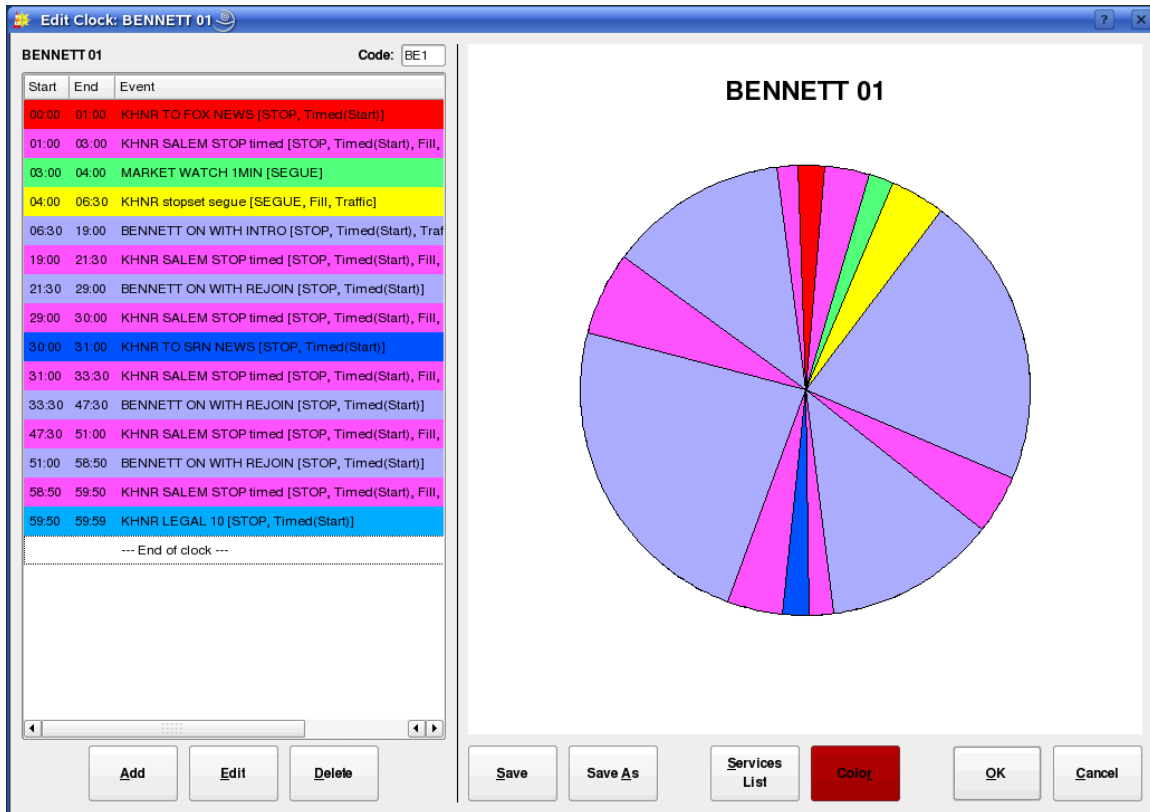 Edit Clock: BENNETT 01
BENNETT 01 Code: BE1
Start End Event
00:00 01:00 KHNR TO FOX NEWS [STOP, Timed(Start)]
01:00 03:00 KHNR SALEM STOP timed [STOP, Timed(Start), Fill,
03:00 04:00 MARKET WATCH 1MIN [SEGUE]
04:00 06:30 KHNR stopset segue [SEGUE, Fill, Traffic]
06:30 19:00 BENNETT ON WITH INTRO [STOP, Timed(Start), Traf
19:00 21:30 KHNR SALEM STOP timed [STOP, Timed(Start), Fill,
21:30 29:00 BENNETT ON WITH REJOIN [STOP, Timed(Start)]
29:00 30:00 KHNR SALEM STOP timed [STOP, Timed(Start), Fill,
30:00 31:00 KHNR TO SRN NEWS [STOP, Timed(Start)]
31:00 33:30 KHNR SALEM STOP timed [STOP, Timed(Start), Fill,
33:30 47:30 BENNETT ON WITH REJOIN [STOP, Timed(Start)]
47:30 51:00 KHNR SALEM STOP timed [STOP, Timed(Start), Fill,
51:00 58:50 BENNETT ON WITH REJOIN [STOP, Timed(Start)]
58:50 59:50 KHNR SALEM STOP timed [STOP, Timed(Start), Fill,
59:50 59:59 KHNR LEGAL 10 [STOP, Timed(Start)]
--- End of clock ---
BENNETT 01
Add Edit Delete
Save Save As Services List Color OK Cancel